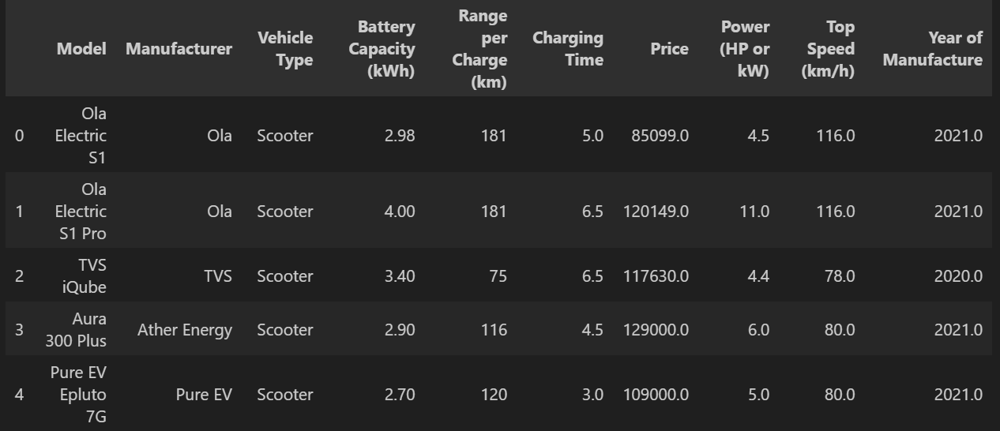 Model Manufacturer Vehicle Type Battery Capacity (kWh) Range per Charge (km) Charging Time Price Power (HP or kW) Top Speed (km/h) Year of Manufacture
0 Ola Electric S1 Ola Scooter 2.98 181 5.0 85099.0 4.5 116.0 2021.0
1 Ola Electric S1 Pro Ola Scooter 4.00 181 6.5 120149.0 11.0 116.0 2021.0
2 TVS iQube TVS Scooter 3.40 75 6.5 117630.0 4.4 78.0 2020.0
3 Aura 300 Plus Ather Energy Scooter 2.90 116 4.5 129000.0 6.0 80.0 2021.0
4 Pure EV Epluto 7G Pure EV Scooter 2.70 120 3.0 109000.0 5.0 80.0 2021.0